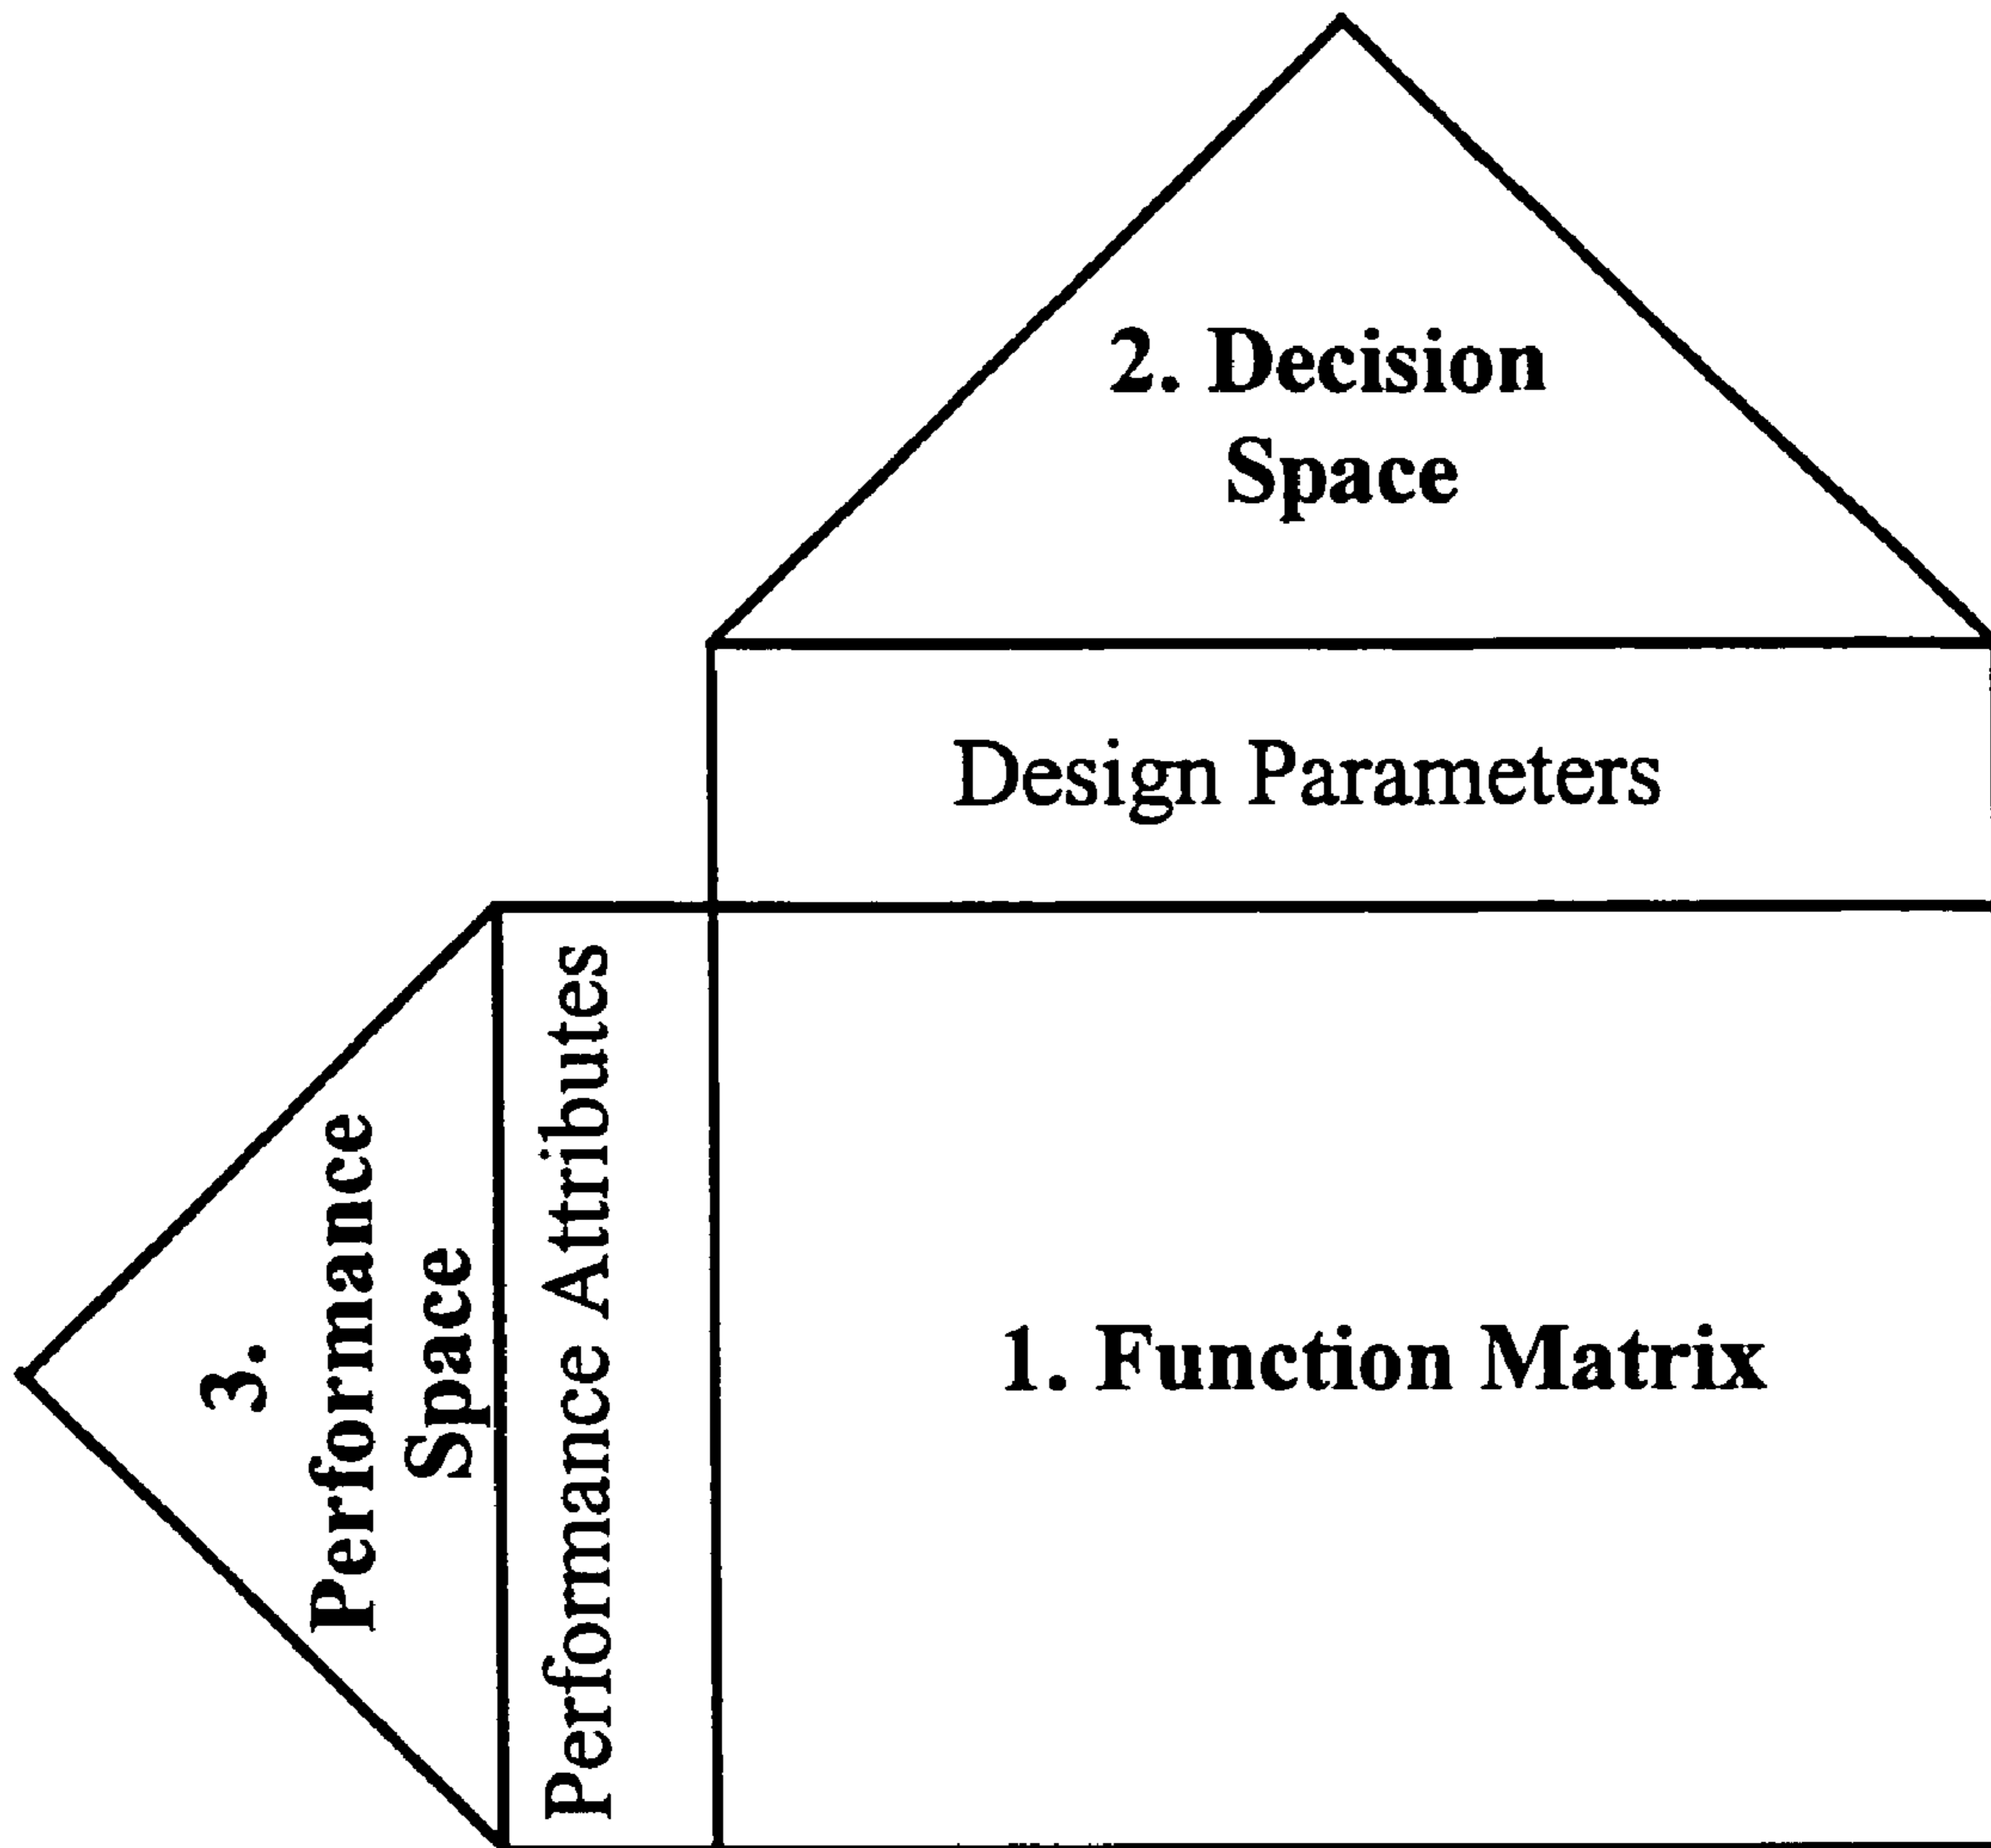 2. Decision
Space
Design Parameters
3.
Performance
Space
Performance Attributes
1. Function Matrix